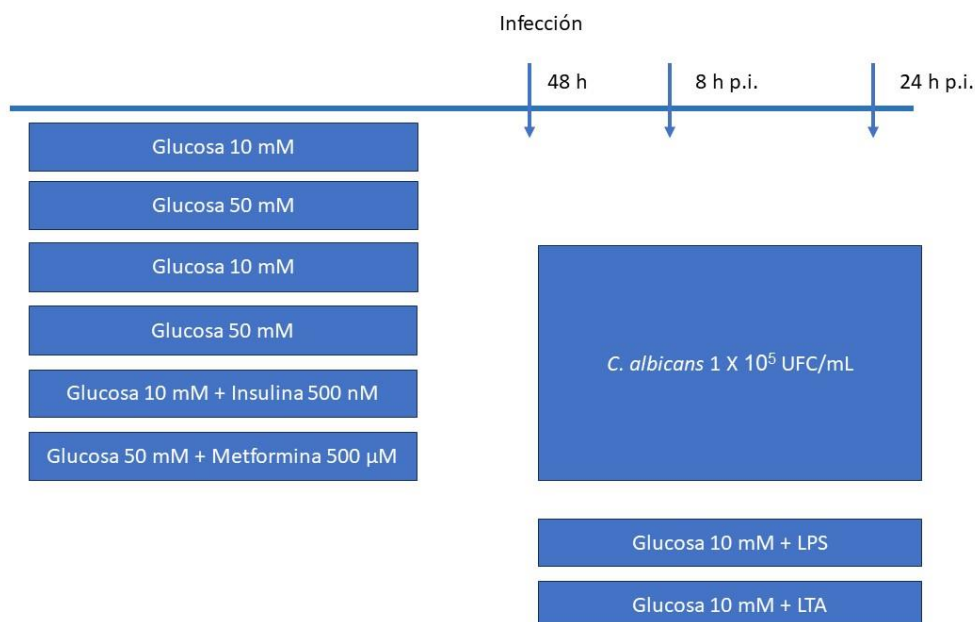 Infección
48 h
8 h p.i.
24 h p.i.
Glucosa 10 mM
Glucosa 50 mM
Glucosa 10 mM
Glucosa 50 mM
Glucosa 10 mM + Insulina 500 nM
Glucosa 50 mM + Metformina 500 µM
C. albicans 1 X 10⁵ UFC/mL
Glucosa 10 mM + LPS
Glucosa 10 mM + LTA